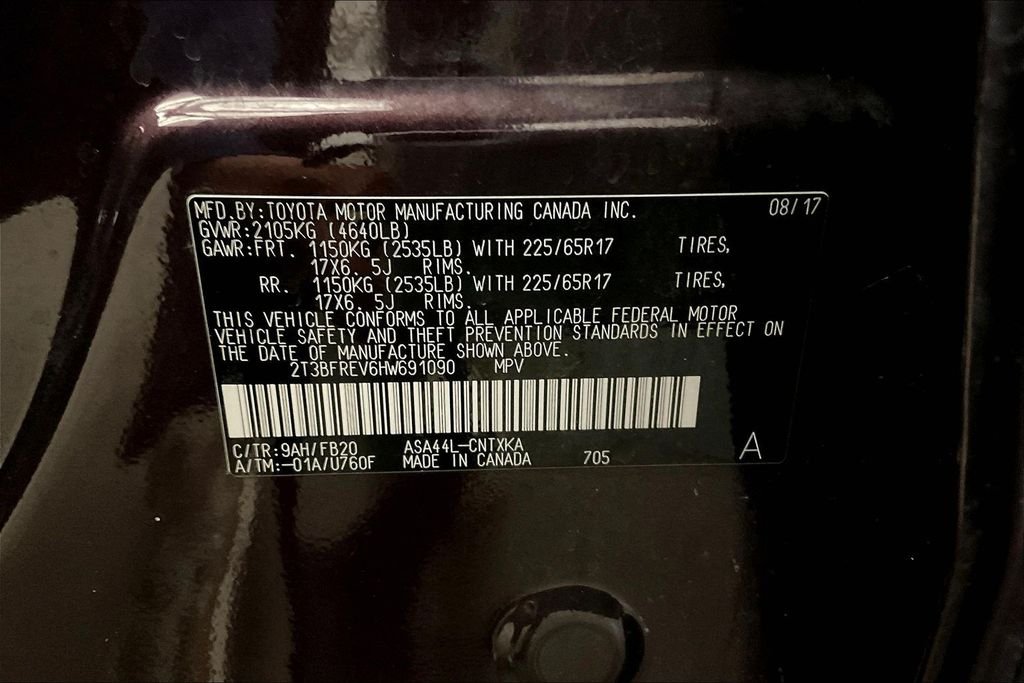 MFD.BY:TOYOTA MOTOR MANUFACTURING CANADA INC. 08/17
GVWR:2105KG (4640LB)
GAWR:FRT. 1150KG (2535LB) WITH 225/65R17 TIRES,
17X6.5J RIMS.
RR. 1150KG (2535LB) WITH 225/65R17 TIRES,
17X6.5J RIMS.
THIS VEHICLE CONFORMS TO ALL APPLICABLE FEDERAL MOTOR
VEHICLE SAFETY AND THEFT PREVENTION STANDARDS IN EFFECT ON
THE DATE OF MANUFACTURE SHOWN ABOVE.
2T3BFREV6HW691090 MPV
C/TR:9AH/FB20 ASA44L-CNTXKA
A/TM:-01A/U760F MADE IN CANADA 705 A